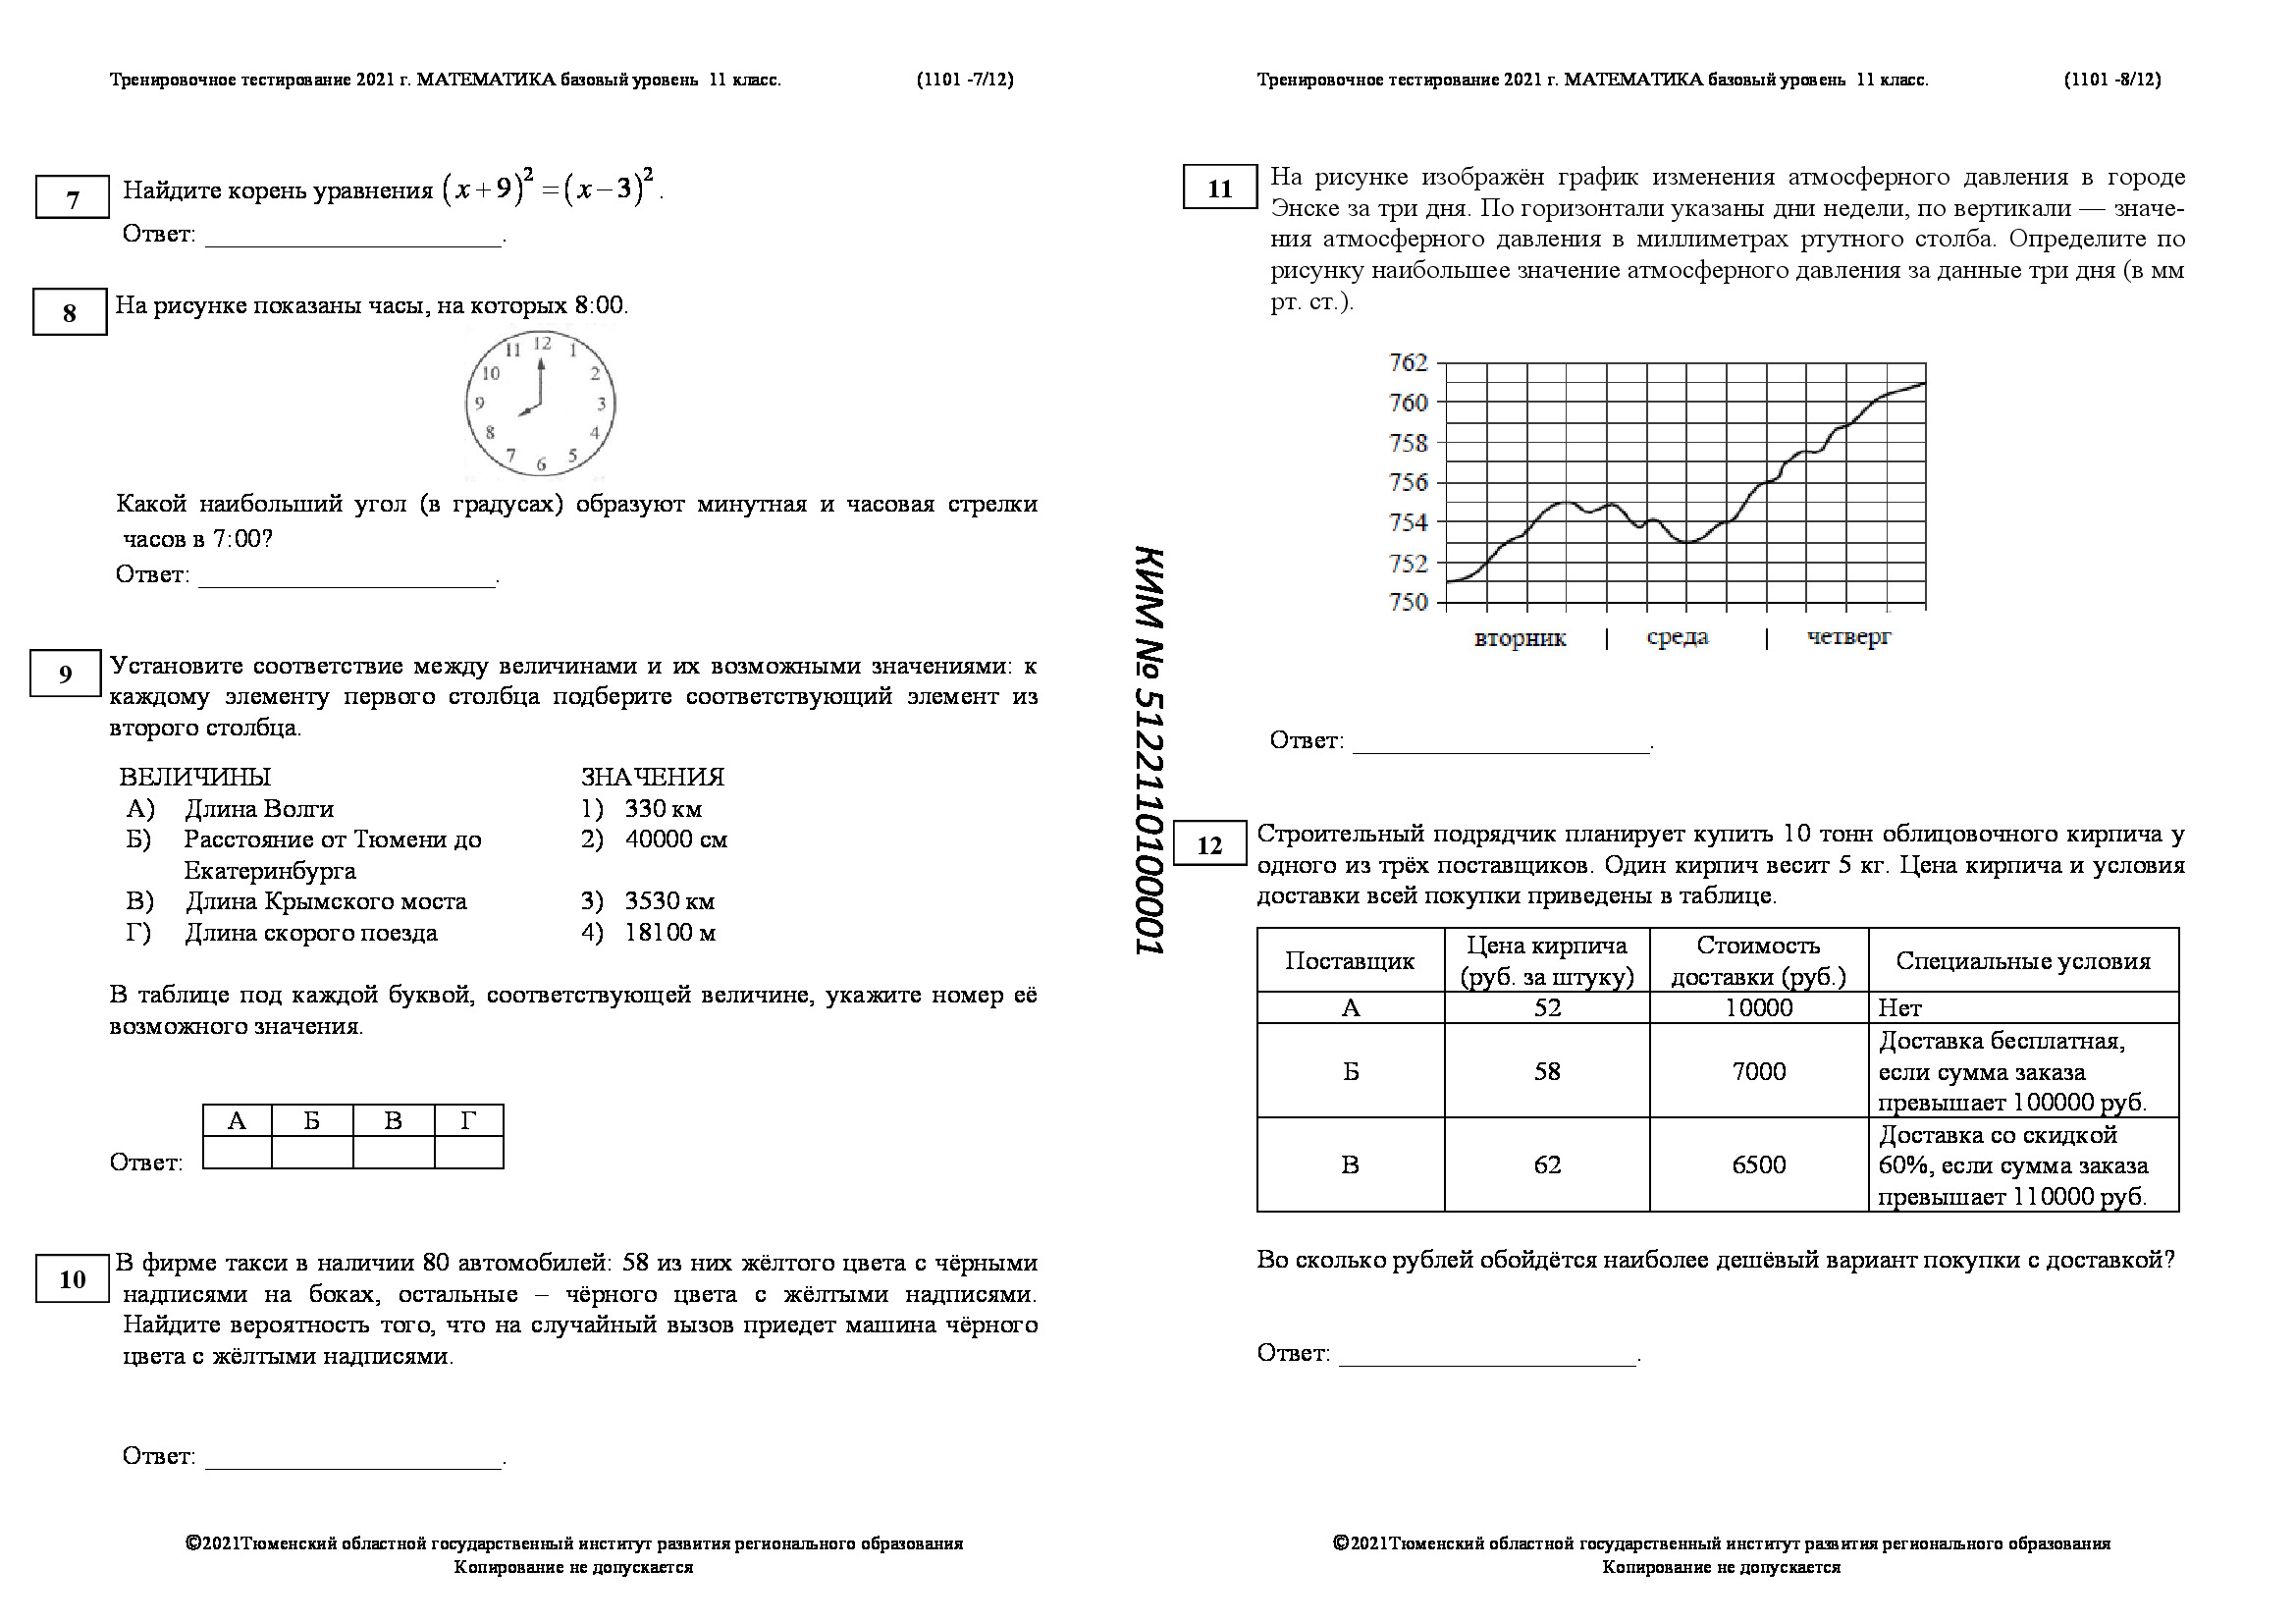 Тренировочное тестирование 2021 г. МАТЕМАТИКА базовый уровень 11 класс. (1101 -7/12)
7
Найдите корень уравнения (x+9)² =(x−3)² .
Ответ: ______________________.
8
На рисунке показаны часы, на которых 8:00.
12
11 1
10 2
9 3
8 4
7 5
6
Какой наибольший угол (в градусах) образуют минутная и часовая стрелки
часов в 7:00?
Ответ: ______________________.
9
Установите соответствие между величинами и их возможными значениями: к
каждому элементу первого столбца подберите соответствующий элемент из
второго столбца.
ВЕЛИЧИНЫ ЗНАЧЕНИЯ
А) Длина Волги 1) 330 км
Б) Расстояние от Тюмени до 2) 40000 см
Екатеринбурга
В) Длина Крымского моста 3) 3530 км
Г) Длина скорого поезда 4) 18100 м
В таблице под каждой буквой, соответствующей величине, укажите номер её
возможного значения.
А Б В Г
Ответ:
10
В фирме такси в наличии 80 автомобилей: 58 из них жёлтого цвета с чёрными
надписями на боках, остальные – чёрного цвета с жёлтыми надписями.
Найдите вероятность того, что на случайный вызов приедет машина чёрного
цвета с жёлтыми надписями.
Ответ: ______________________.
©2021Тюменский областной государственный институт развития регионального образования
Копирование не допускается
КИМ № 5122110100001
Тренировочное тестирование 2021 г. МАТЕМАТИКА базовый уровень 11 класс. (1101 -8/12)
11
На рисунке изображён график изменения атмосферного давления в городе
Энске за три дня. По горизонтали указаны дни недели, по вертикали — значе-
ния атмосферного давления в миллиметрах ртутного столба. Определите по
рисунку наибольшее значение атмосферного давления за данные три дня (в мм
рт. ст.).
762
760
758
756
754
752
750
вторник | среда | четверг
Ответ: ______________________.
12
Строительный подрядчик планирует купить 10 тонн облицовочного кирпича у
одного из трёх поставщиков. Один кирпич весит 5 кг. Цена кирпича и условия
доставки всей покупки приведены в таблице.
Поставщик Цена кирпича Стоимость Специальные условия
(руб. за штуку) доставки (руб.)
А 52 10000 Нет
Доставка бесплатная,
Б 58 7000 если сумма заказа
превышает 100000 руб.
Доставка со скидкой
В 62 6500 60%, если сумма заказа
превышает 110000 руб.
Во сколько рублей обойдётся наиболее дешёвый вариант покупки с доставкой?
Ответ: ______________________.
©2021Тюменский областной государственный институт развития регионального образования
Копирование не допускается